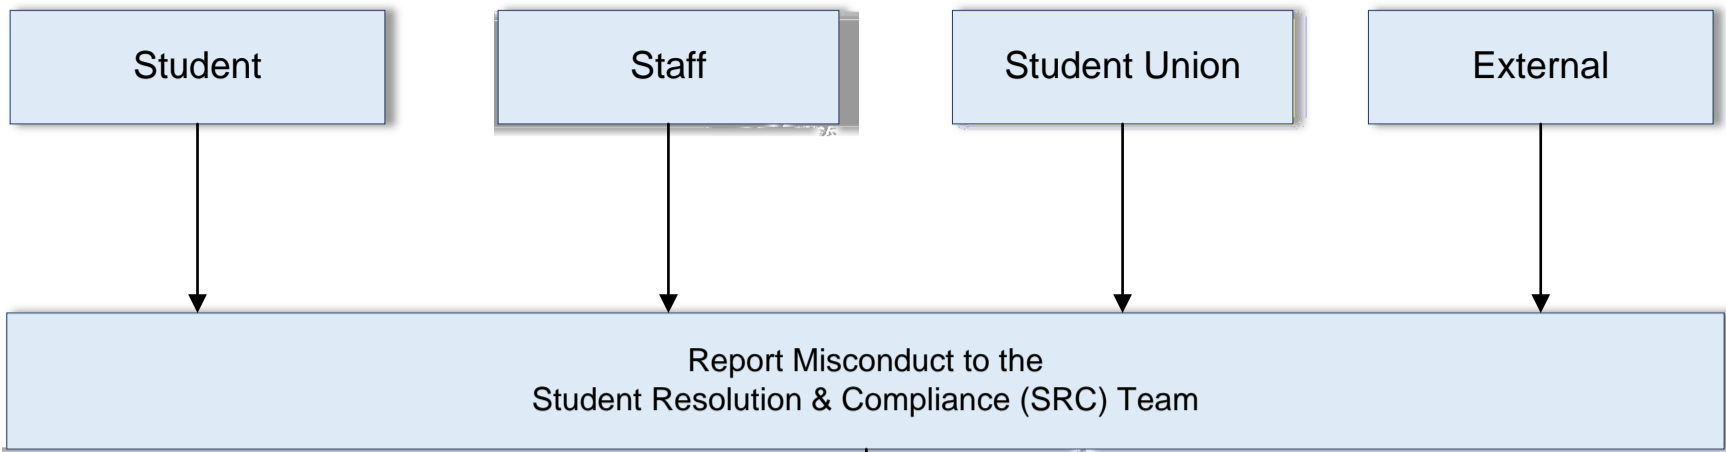 Student
Staff
Student Union
External
Report Misconduct to the
Student Resolution & Compliance (SRC) Team